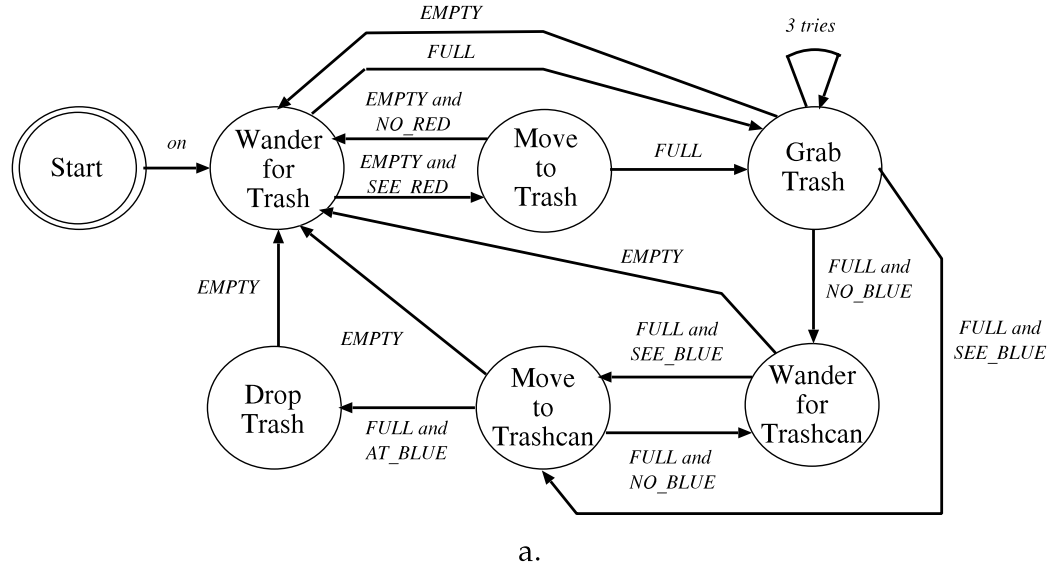 EMPTY
3 tries
FULL
EMPTY and
NO_RED
on
Start
Wander
for
Trash
EMPTY and
SEE_RED
Move
to
Trash
FULL
Grab
Trash
EMPTY
FULL and
NO_BLUE
EMPTY
EMPTY
FULL and
SEE_BLUE
FULL and
SEE_BLUE
Drop
Trash
FULL and
AT_BLUE
Move
to
Trashcan
FULL and
NO_BLUE
Wander
for
Trashcan
a.